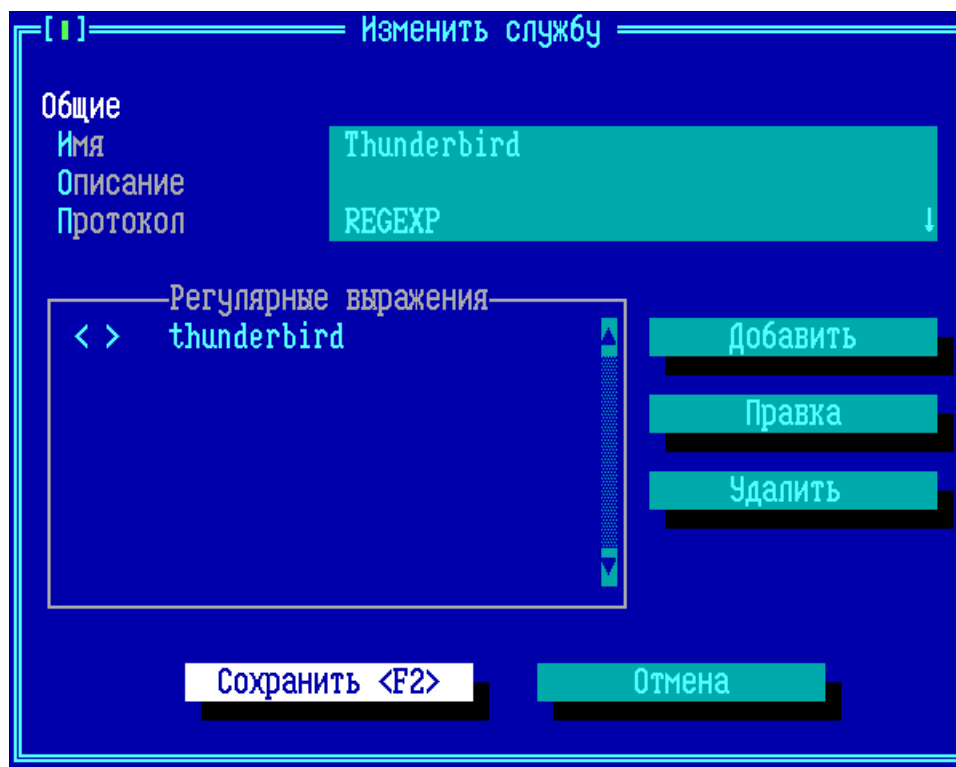 [▮] Изменить службу
Общие
Имя Thunderbird
Описание
Протокол REGEXP ↓
Регулярные выражения
< > thunderbird
Добавить
Правка
Удалить
Сохранить <F2> Отмена